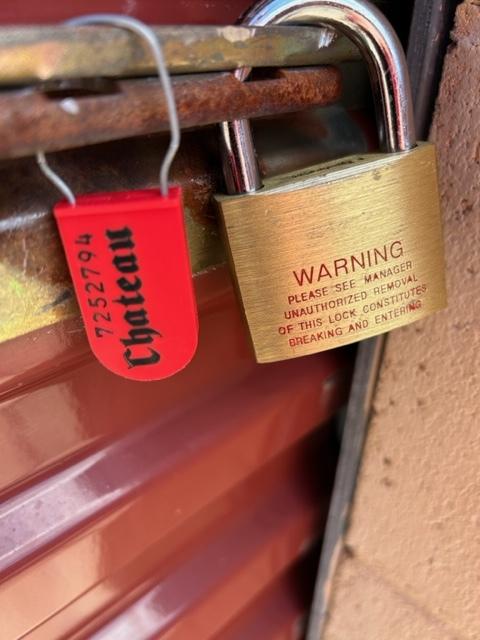 7252794
Chateau
WARNING
PLEASE SEE MANAGER
UNAUTHORIZED REMOVAL
OF THIS LOCK CONSTITUTES
BREAKING AND ENTERING